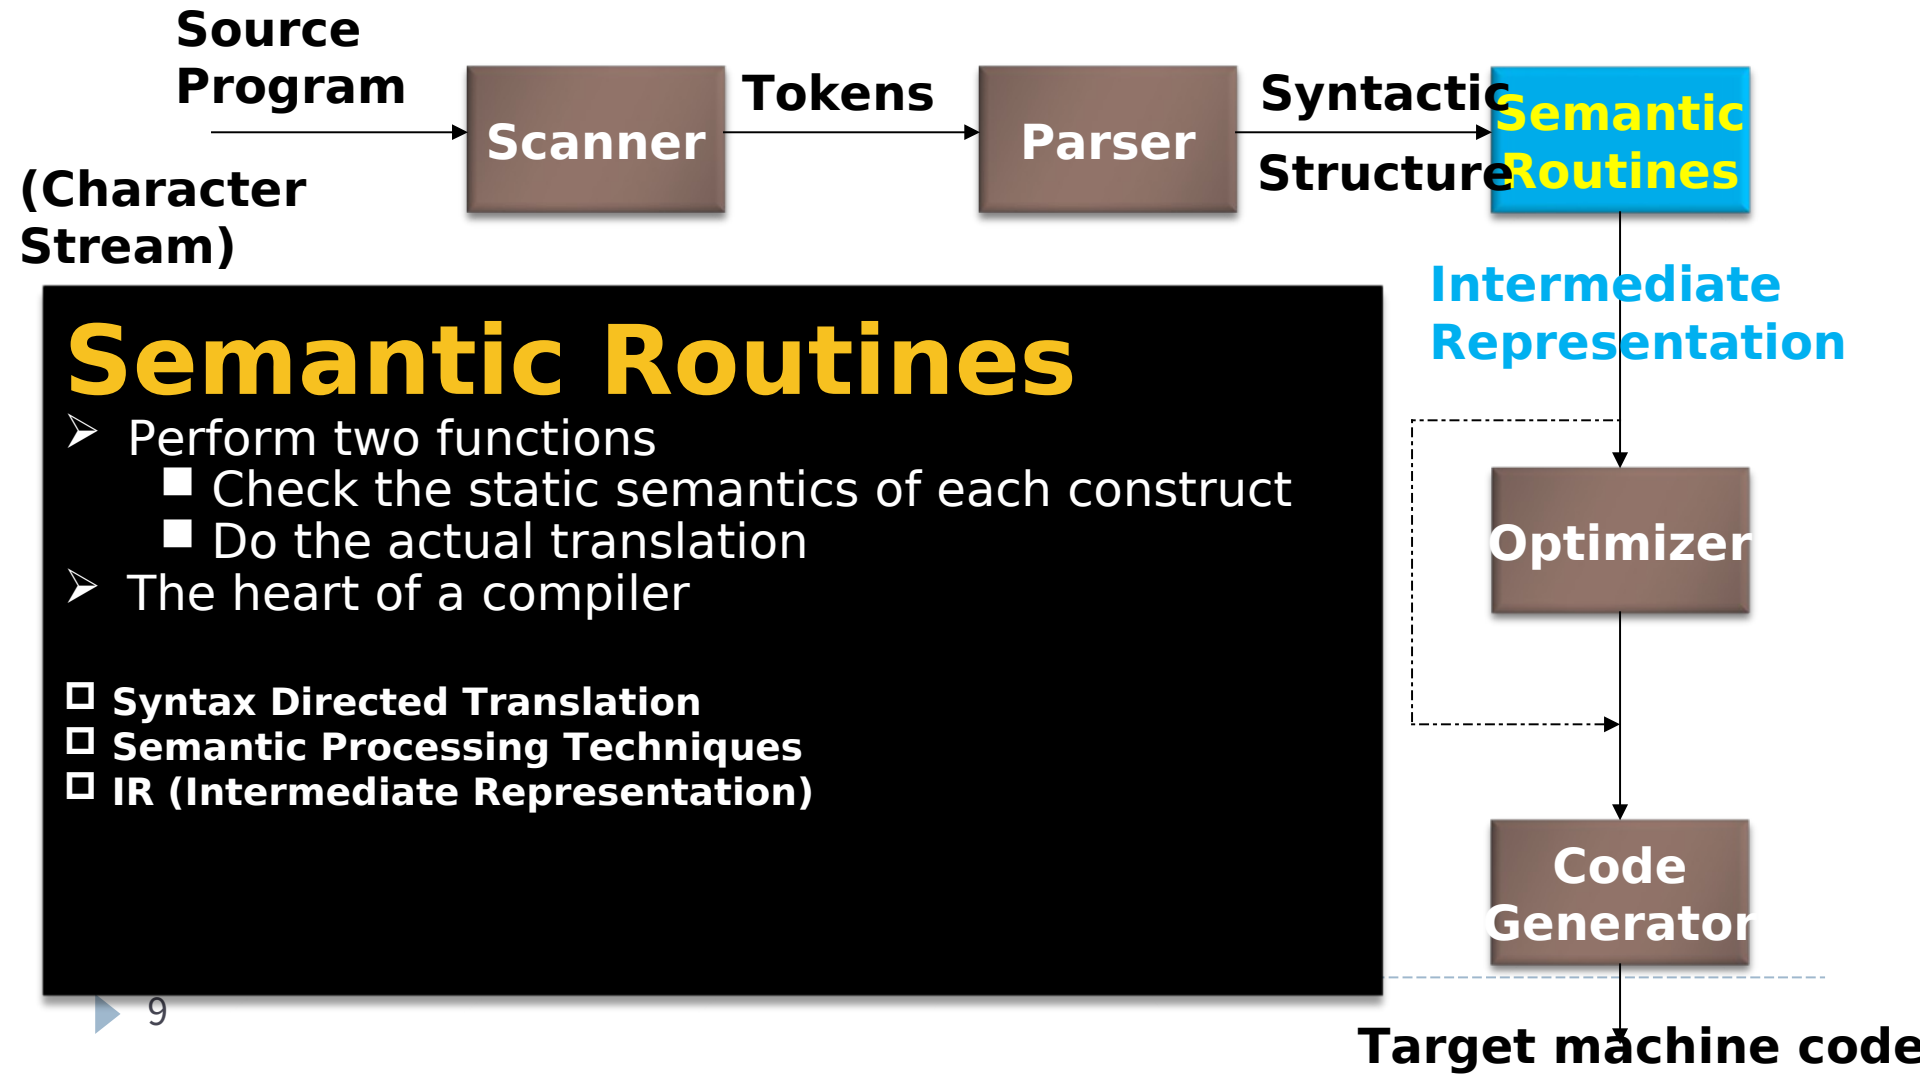 Source
Program
(Character
Stream)
Scanner
Tokens
Parser
Syntactic
Structure
Semantic
Routines
Intermediate
Representation
Semantic Routines
Perform two functions
Check the static semantics of each construct
Do the actual translation
The heart of a compiler
Syntax Directed Translation
Semantic Processing Techniques
IR (Intermediate Representation)
Optimizer
Code
Generator
9
Target machine code